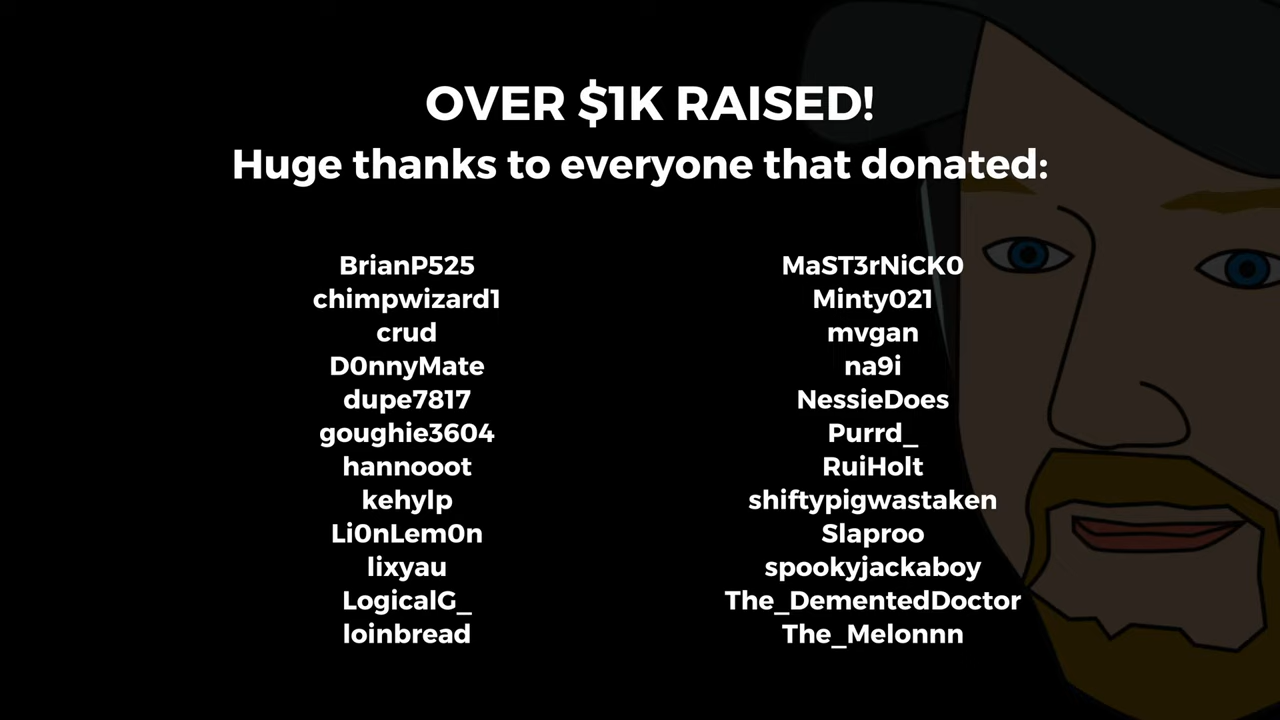 OVER $1K RAISED!
Huge thanks to everyone that donated:
BrianP525
chimpwizard1
crud
D0nnyMate
dupe7817
goughie3604
hannooot
kehylp
Li0nLem0n
lixyau
LogicalG_
loinbread
MaST3rNiCK0
Minty021
mvgan
na9i
NessieDoes
Purrd_
RuiHolt
shiftypigwastaken
Slaproo
spookyjackaboy
The_DementedDoctor
The_Melonnn